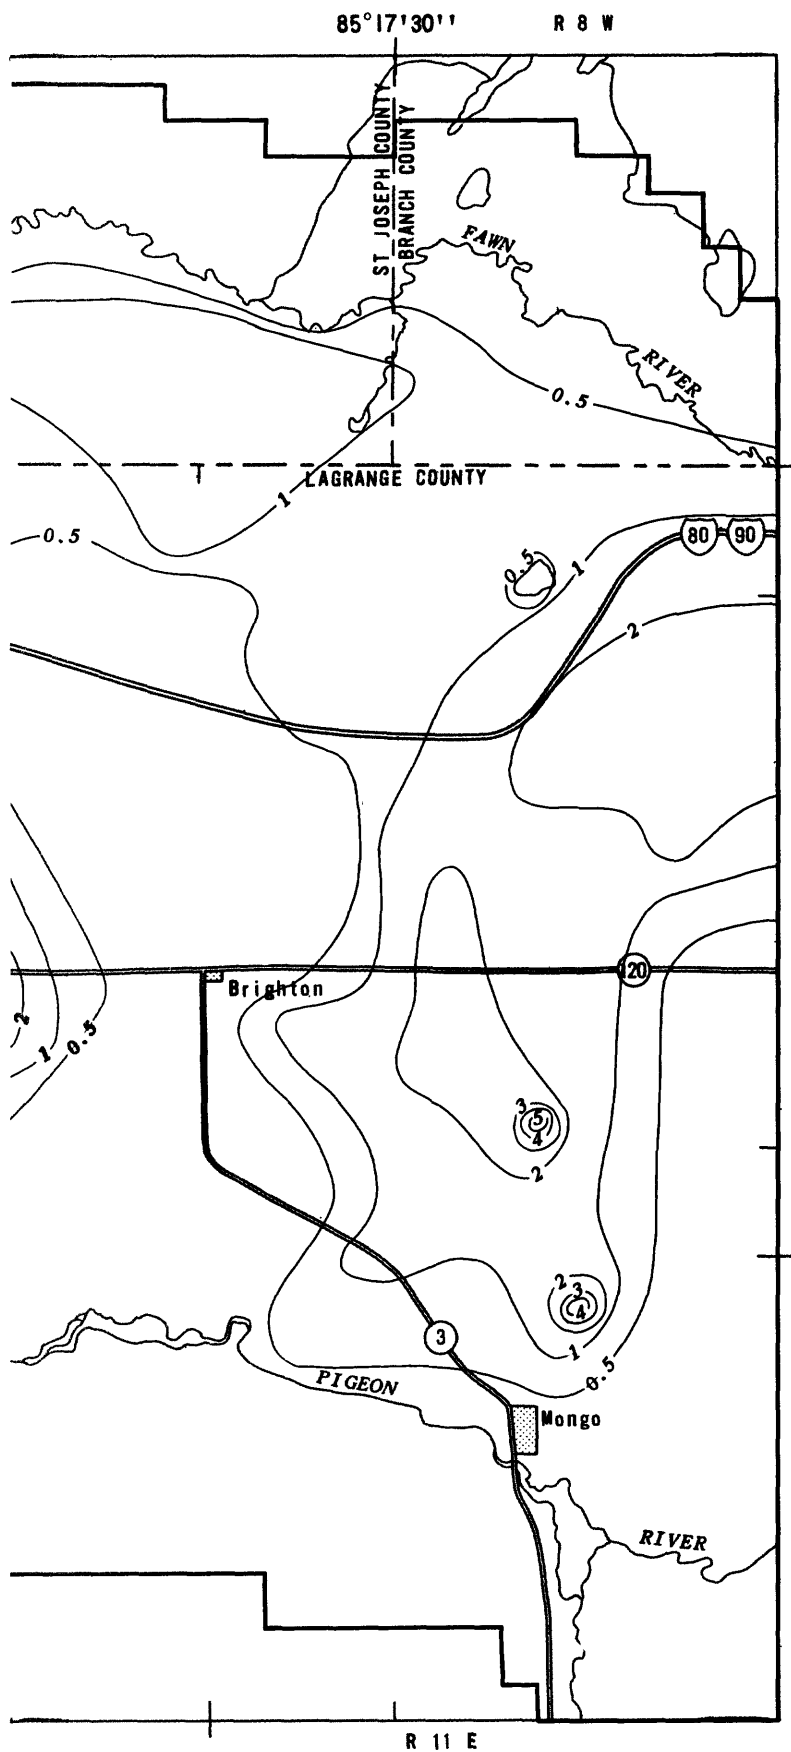 85°17'30'' R 8 W
ST JOSEPH COUNTY
BRANCH COUNTY
FAWN
RIVER
0.5
LAGRANGE COUNTY
1
0.5
80 90
0.5
1
2
120
Brighton
2
1
0.5
3
5
4
2
2
3
4
3
1
0.5
PIGEON
Mongo
RIVER
R 11 E